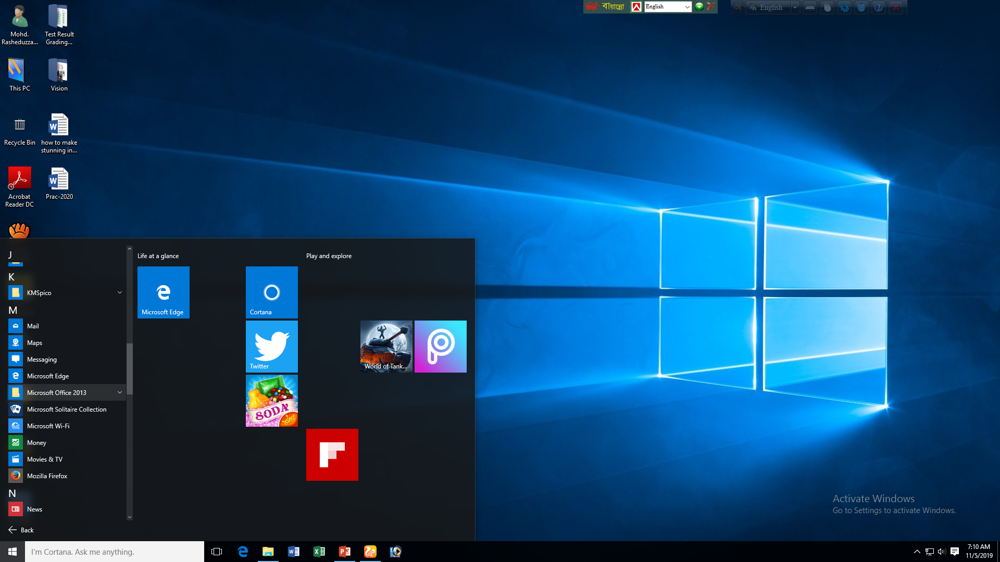 বায়ান্নো
English
English
Mohd.
Rasheduzza...
Test Result
Grading...
This PC
Vision
Recycle Bin
how to make
stunning in...
Acrobat
Reader DC
Prac-2020
J
K
KMSpico
M
Mail
Maps
Messaging
Microsoft Edge
Microsoft Office 2013
Microsoft Solitaire Collection
Microsoft Wi-Fi
Money
Movies & TV
Mozilla Firefox
N
News
Back
Life at a glance
Microsoft Edge
Cortana
Twitter
SODA
King
Play and explore
World of Tank...
Activate Windows
Go to Settings to activate Windows.
I'm Cortana. Ask me anything.
7:10 AM
11/5/2019